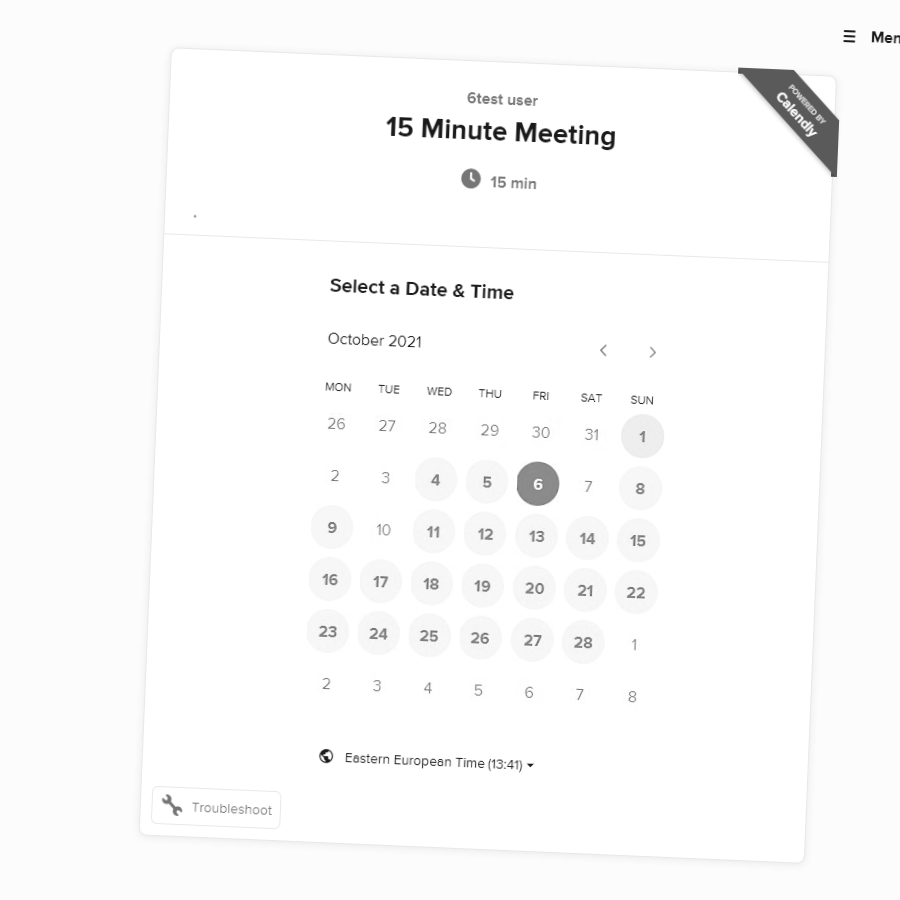 Men
POWERED BY
Calendly
6test user
15 Minute Meeting
15 min
.
Select a Date & Time
October 2021
MON TUE WED THU FRI SAT SUN
26 27 28 29 30 31 1
2 3 4 5 6 7 8
9 10 11 12 13 14 15
16 17 18 19 20 21 22
23 24 25 26 27 28 1
2 3 4 5 6 7 8
Eastern European Time (13:41)
Troubleshoot